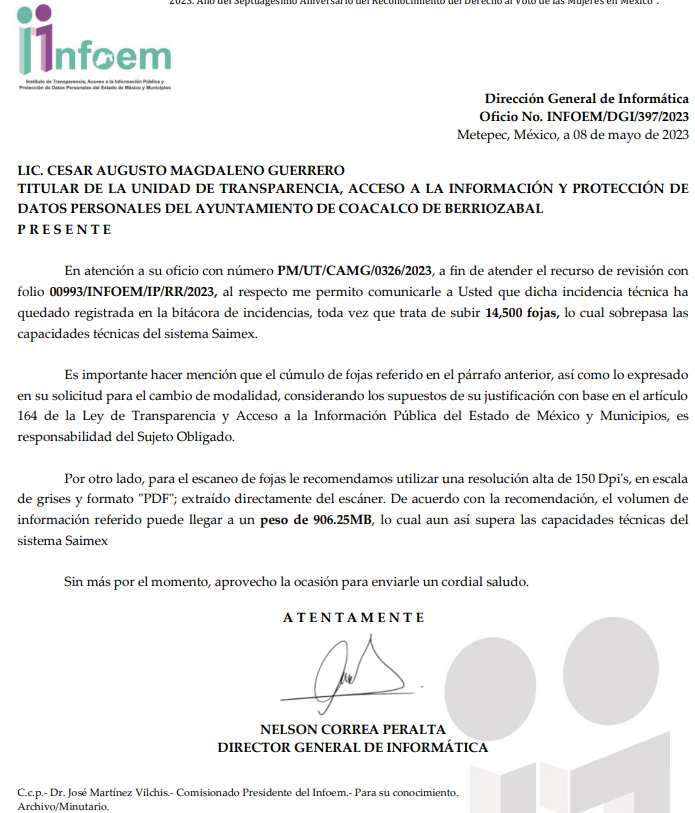 2023. Año del Septuagésimo Aniversario del Reconocimiento del Derecho al Voto de las Mujeres en México".
infoem
Instituto de Transparencia, Acceso a la Información Pública y
Protección de Datos Personales del Estado de México y Municipios
Dirección General de Informática
Oficio No. INFOEM/DGI/397/2023
Metepec, México, a 08 de mayo de 2023
LIC. CESAR AUGUSTO MAGDALENO GUERRERO
TITULAR DE LA UNIDAD DE TRANSPARENCIA, ACCESO A LA INFORMACIÓN Y PROTECCIÓN DE
DATOS PERSONALES DEL AYUNTAMIENTO DE COACALCO DE BERRIOZABAL
P R E S E N T E
En atención a su oficio con número PM/UT/CAMG/0326/2023, a fin de atender el recurso de revisión con
folio 00993/INFOEM/IP/RR/2023, al respecto me permito comunicarle a Usted que dicha incidencia técnica ha
quedado registrada en la bitácora de incidencias, toda vez que trata de subir 14,500 fojas, lo cual sobrepasa las
capacidades técnicas del sistema Saimex.
Es importante hacer mención que el cúmulo de fojas referido en el párrafo anterior, así como lo expresado
en su solicitud para el cambio de modalidad, considerando los supuestos de su justificación con base en el artículo
164 de la Ley de Transparencia y Acceso a la Información Pública del Estado de México y Municipios, es
responsabilidad del Sujeto Obligado.
Por otro lado, para el escaneo de fojas le recomendamos utilizar una resolución alta de 150 Dpi's, en escala
de grises y formato "PDF"; extraído directamente del escáner. De acuerdo con la recomendación, el volumen de
información referido puede llegar a un peso de 906.25MB, lo cual aun así supera las capacidades técnicas del
sistema Saimex
Sin más por el momento, aprovecho la ocasión para enviarle un cordial saludo.
A T E N T A M E N T E
NELSON CORREA PERALTA
DIRECTOR GENERAL DE INFORMÁTICA
C.c.p.- Dr. José Martínez Vilchis.- Comisionado Presidente del Infoem.- Para su conocimiento.
Archivo/Minutario.